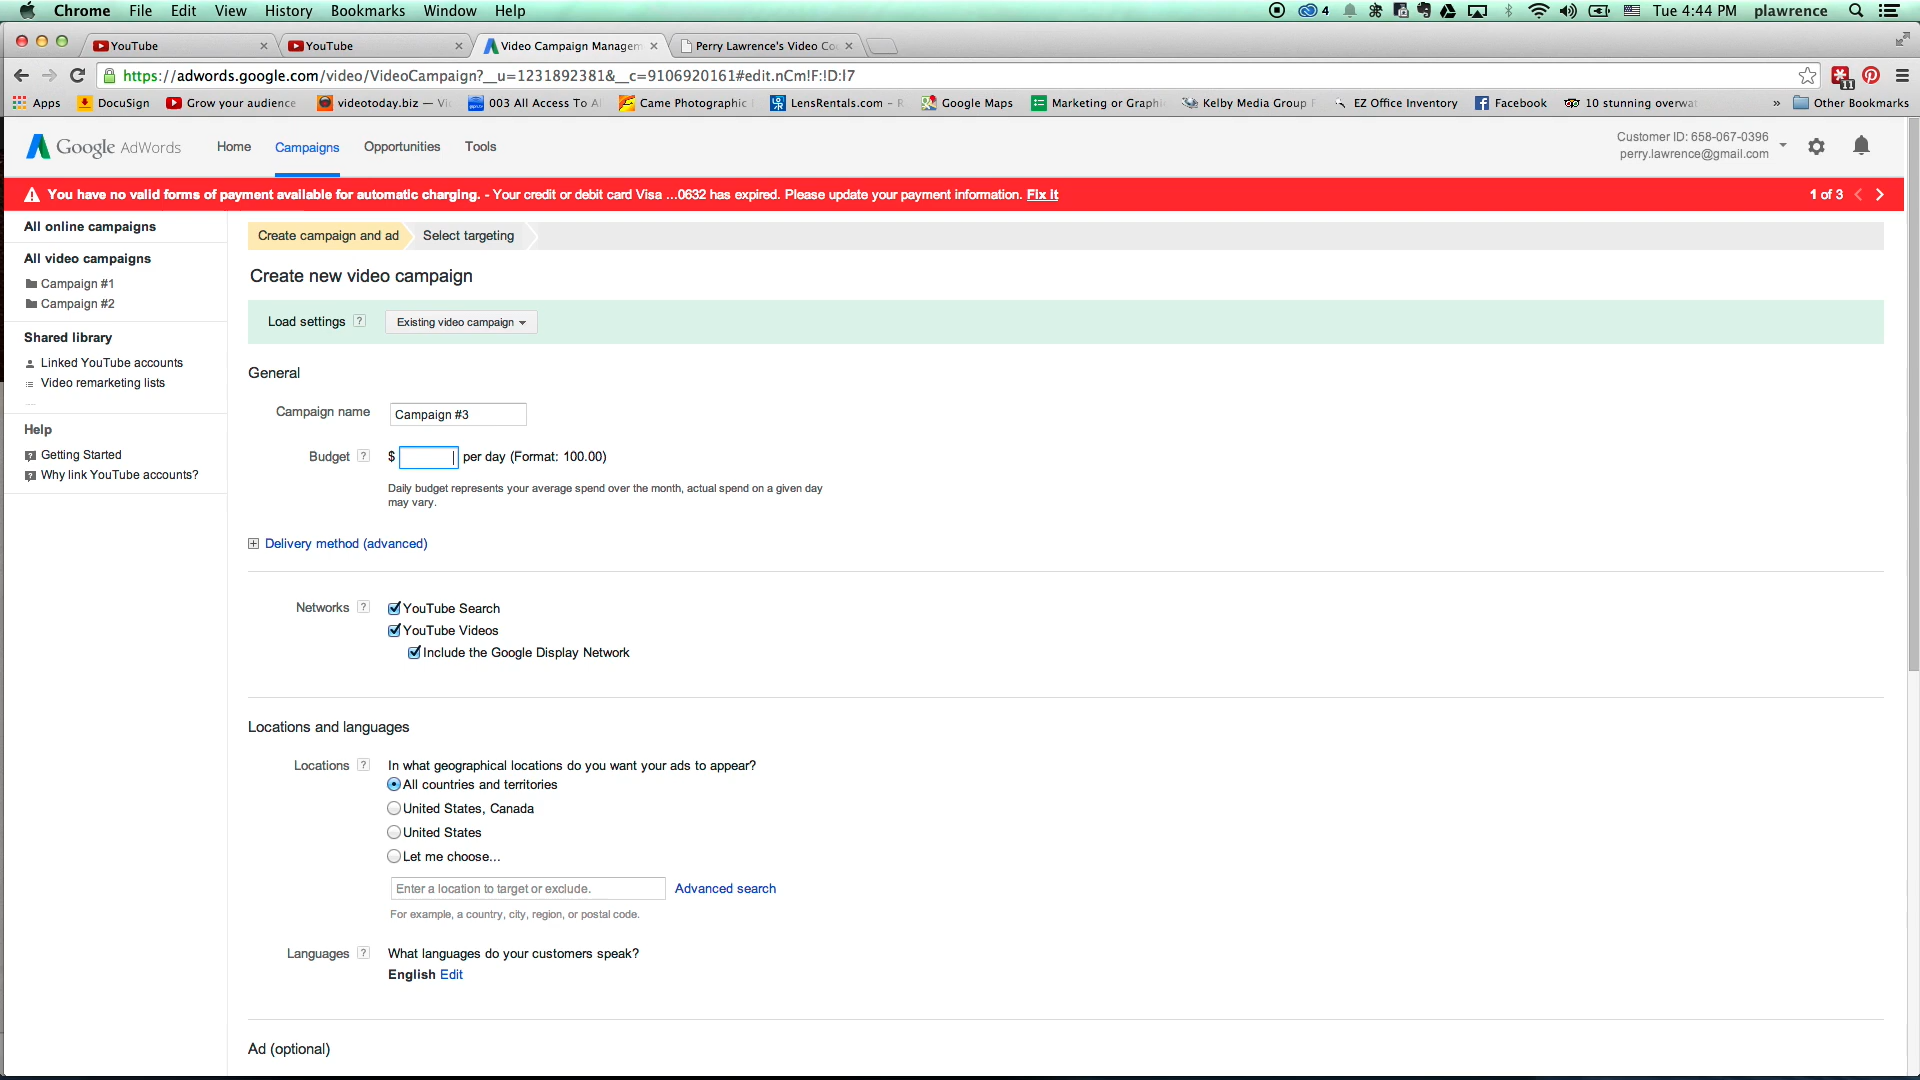 Chrome File Edit View History Bookmarks Window Help 4 Tue 4:44 PM plawrence
YouTube YouTube Video Campaign Managem Perry Lawrence's Video Co
https://adwords.google.com/video/VideoCampaign?__u=1231892381&__c=9106920161#edit.nCm!F:!D:I7 11
Apps DocuSign Grow your audience videotoday.biz — Vi 003 All Access To A Came Photographic LensRentals.com - R Google Maps Marketing or Graphi Kelby Media Group EZ Office Inventory Facebook 10 stunning overwat » Other Bookmarks
Google AdWords Home Campaigns Opportunities Tools
Customer ID: 658-067-0396
perry.lawrence@gmail.com
You have no valid forms of payment available for automatic charging. - Your credit or debit card Visa ...0632 has expired. Please update your payment information. Fix it 1 of 3
All online campaigns
All video campaigns
Campaign #1
Campaign #2
Shared library
Linked YouTube accounts
Video remarketing lists
Help
Getting Started
Why link YouTube accounts?
Create campaign and ad Select targeting
Create new video campaign
Load settings ? Existing video campaign
General
Campaign name Campaign #3
Budget ? $ per day (Format: 100.00)
Daily budget represents your average spend over the month, actual spend on a given day
may vary.
Delivery method (advanced)
Networks ? YouTube Search
YouTube Videos
Include the Google Display Network
Locations and languages
Locations ? In what geographical locations do you want your ads to appear?
All countries and territories
United States, Canada
United States
Let me choose...
Enter a location to target or exclude. Advanced search
For example, a country, city, region, or postal code.
Languages ? What languages do your customers speak?
English Edit
Ad (optional)